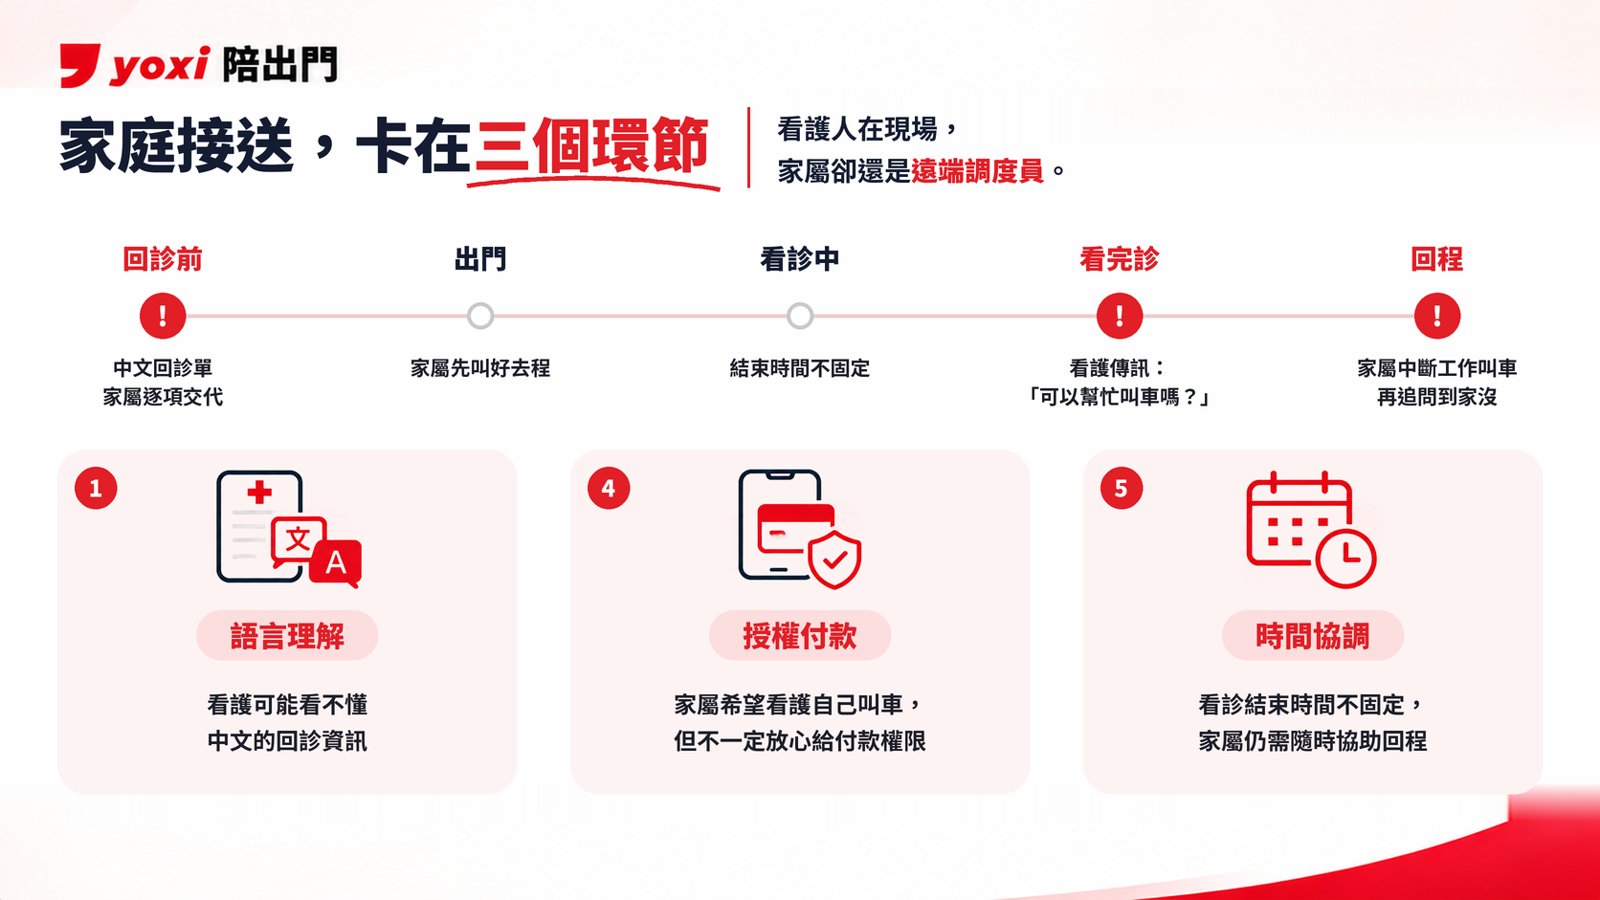 yoxi 陪出門
家庭接送，卡在三個環節
看護人在現場，
家屬卻還是遠端調度員。
回診前
出門
看診中
看完診
回程
!
!
!
中文回診單
家屬逐項交代
家屬先叫好去程
結束時間不固定
看護傳訊：
「可以幫忙叫車嗎？」
家屬中斷工作叫車
再追問到家沒
1
文
A
語言理解
看護可能看不懂
中文的回診資訊
4
授權付款
家屬希望看護自己叫車，
但不一定放心給付款權限
5
時間協調
看診結束時間不固定，
家屬仍需隨時協助回程